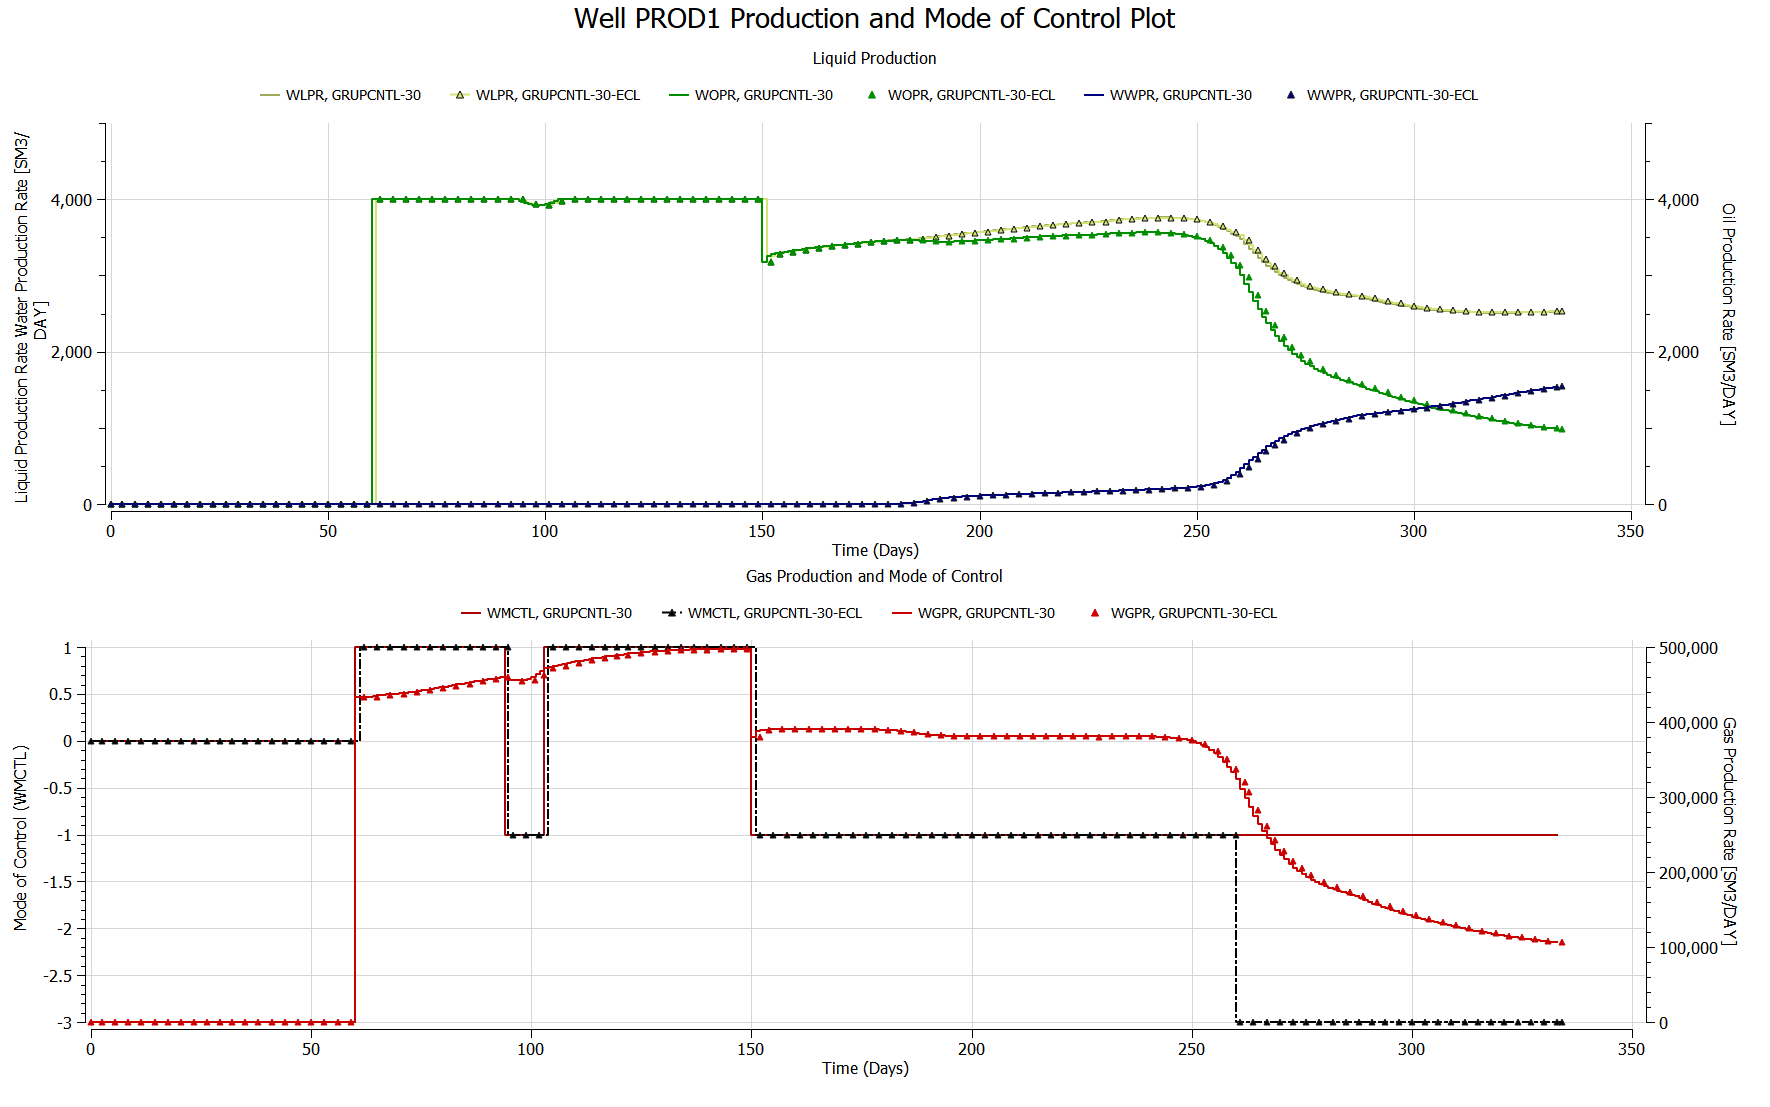 Well PROD1 Production and Mode of Control Plot
Liquid Production
WLPR, GRUPCNTL-30
WLPR, GRUPCNTL-30-ECL
WOPR, GRUPCNTL-30
WOPR, GRUPCNTL-30-ECL
WWPR, GRUPCNTL-30
WWPR, GRUPCNTL-30-ECL
Liquid Production Rate Water Production Rate [SM3/
DAY]
4,000
2,000
0
4,000
2,000
0
Oil Production Rate [SM3/DAY]
0
50
100
150
200
250
300
350
Time (Days)
Gas Production and Mode of Control
WMCTL, GRUPCNTL-30
WMCTL, GRUPCNTL-30-ECL
WGPR, GRUPCNTL-30
WGPR, GRUPCNTL-30-ECL
Mode of Control (WMCTL)
1
0.5
0
-0.5
-1
-1.5
-2
-2.5
-3
500,000
400,000
300,000
200,000
100,000
0
Gas Production Rate [SM3/DAY]
0
50
100
150
200
250
300
350
Time (Days)